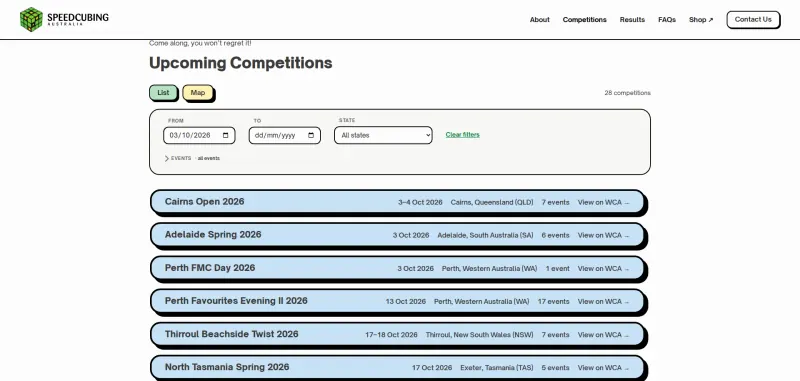 SPEEDCUBING
AUSTRALIA
About Competitions Results FAQs Shop ↗ Contact Us
Come along, you won't regret it!
Upcoming Competitions
List Map 28 competitions
FROM TO STATE
03/10/2026 dd/mm/yyyy All states Clear filters
EVENTS · all events
Cairns Open 2026 3–4 Oct 2026 Cairns, Queensland (QLD) 7 events View on WCA →
Adelaide Spring 2026 3 Oct 2026 Adelaide, South Australia (SA) 6 events View on WCA →
Perth FMC Day 2026 3 Oct 2026 Perth, Western Australia (WA) 1 event View on WCA →
Perth Favourites Evening II 2026 13 Oct 2026 Perth, Western Australia (WA) 17 events View on WCA →
Thirroul Beachside Twist 2026 17–18 Oct 2026 Thirroul, New South Wales (NSW) 7 events View on WCA →
North Tasmania Spring 2026 17 Oct 2026 Exeter, Tasmania (TAS) 5 events View on WCA →